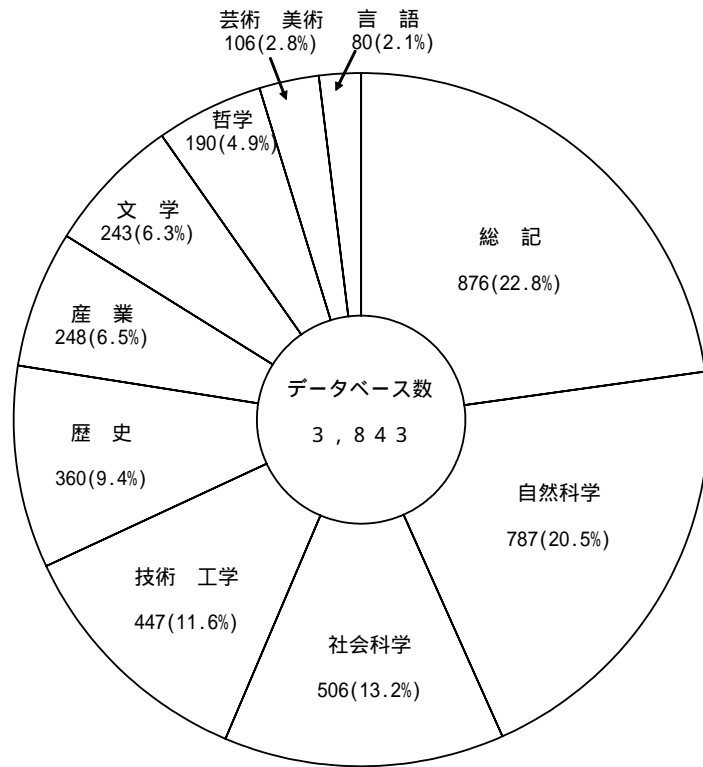 芸術　美術
106(2.8%)
言　語
80(2.1%)
哲学
190(4.9%)
文　学
243(6.3%)
総　記
876(22.8%)
産　業
248(6.5%)
データベース数
３，８４３
歴　史
360(9.4%)
自然科学
787(20.5%)
技術　工学
447(11.6%)
社会科学
506(13.2%)